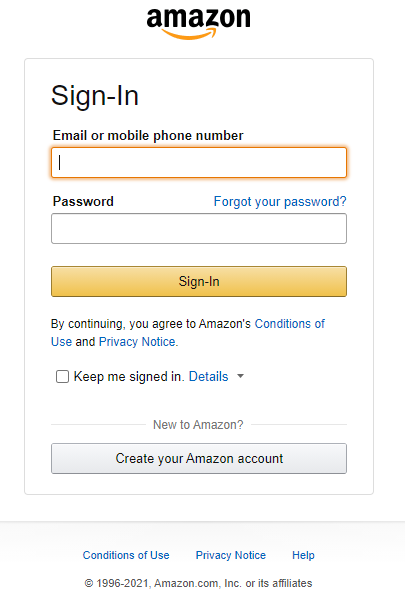 amazon
Sign-In
Email or mobile phone number
Password Forgot your password?
Sign-In
By continuing, you agree to Amazon's Conditions of
Use and Privacy Notice.
Keep me signed in. Details
New to Amazon?
Create your Amazon account
Conditions of Use Privacy Notice Help
© 1996-2021, Amazon.com, Inc. or its affiliates